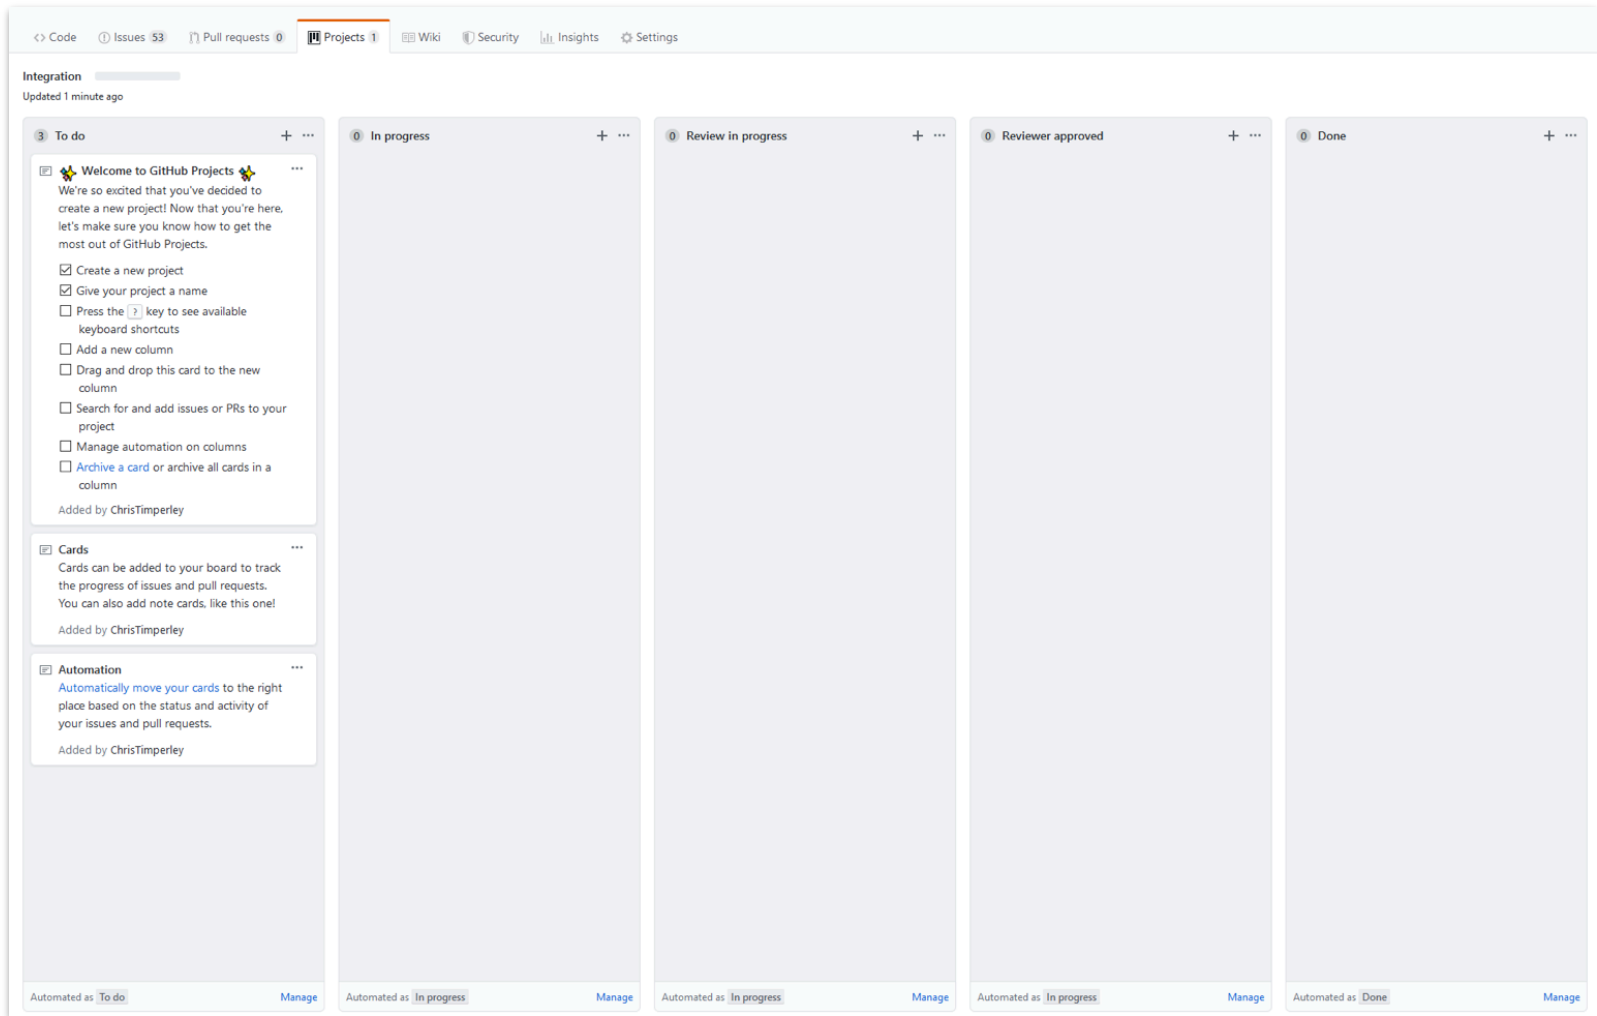 Code Issues 53 Pull requests 0 Projects 1 Wiki Security Insights Settings
Integration
Updated 1 minute ago
3 To do
Welcome to GitHub Projects
We're so excited that you've decided to
create a new project! Now that you're here,
let's make sure you know how to get the
most out of GitHub Projects.
Create a new project
Give your project a name
Press the ? key to see available
keyboard shortcuts
Add a new column
Drag and drop this card to the new
column
Search for and add issues or PRs to your
project
Manage automation on columns
Archive a card or archive all cards in a
column
Added by ChrisTimperley
Cards
Cards can be added to your board to track
the progress of issues and pull requests.
You can also add note cards, like this one!
Added by ChrisTimperley
Automation
Automatically move your cards to the right
place based on the status and activity of
your issues and pull requests.
Added by ChrisTimperley
Automated as To do Manage
0 In progress
Automated as In progress Manage
0 Review in progress
Automated as In progress Manage
0 Reviewer approved
Automated as In progress Manage
0 Done
Automated as Done Manage